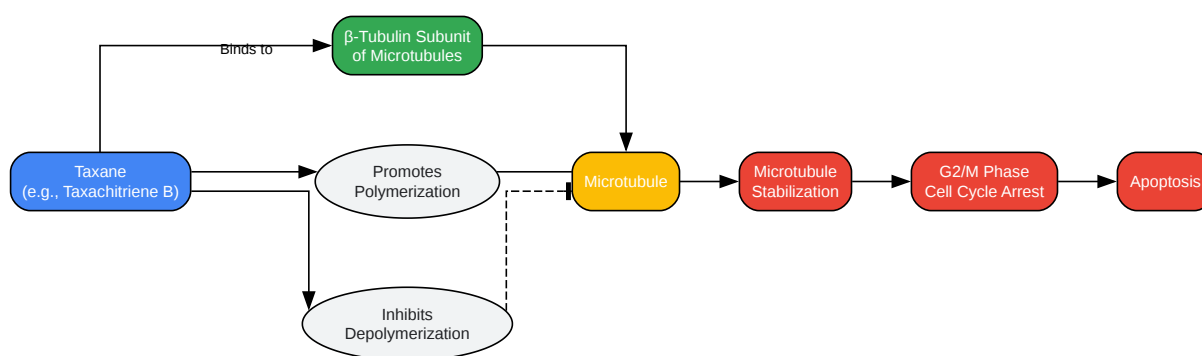 β-Tubulin Subunit
of Microtubules
Binds to
Taxane
(e.g., Taxachitriene B)
Promotes
Polymerization
Microtubule
Microtubule
Stabilization
G2/M Phase
Cell Cycle Arrest
Apoptosis
Inhibits
Depolymerization